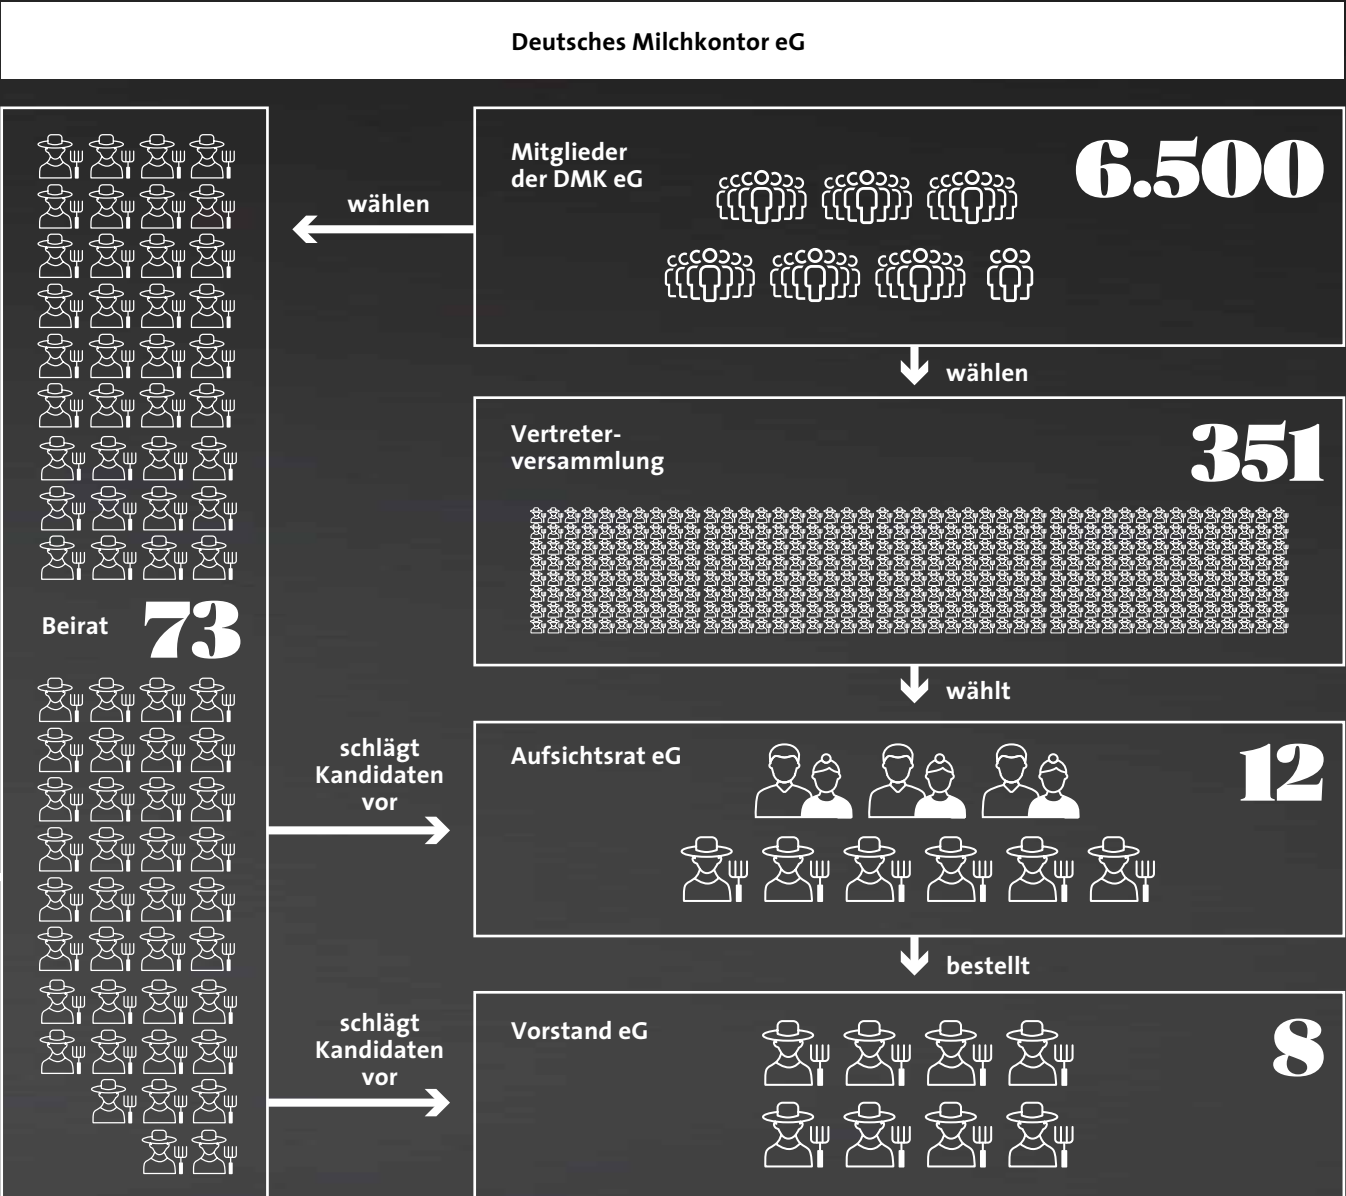 Deutsches Milchkontor eG
Mitglieder
der DMK eG
6.500
wählen
wählen
Vertreter-
versammlung
351
wählt
Beirat 73
schlägt
Kandidaten
vor
Aufsichtsrat eG
12
bestellt
schlägt
Kandidaten
vor
Vorstand eG
8